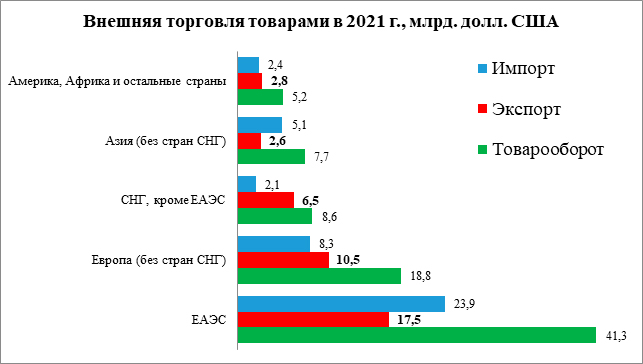 Внешняя торговля товарами в 2021 г., млрд. долл. США
Импорт
Экспорт
Товарооборот
Америка, Африка и остальные страны
2,4
2,8
5,2
Азия (без стран СНГ)
5,1
2,6
7,7
СНГ, кроме ЕАЭС
2,1
6,5
8,6
Европа (без стран СНГ)
8,3
10,5
18,8
ЕАЭС
23,9
17,5
41,3